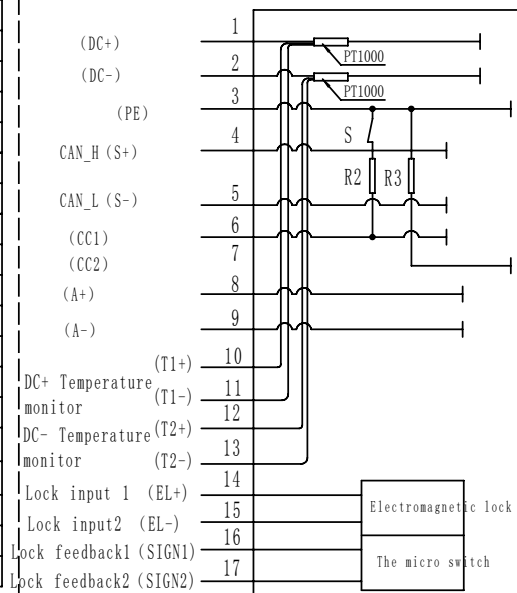 (DC+) 1
PT1000
(DC-) 2
PT1000
(PE) 3
CAN_H (S+) 4
S
R2 R3
CAN_L (S-) 5
(CC1) 6
(CC2) 7
(A+) 8
(A-) 9
(T1+) 10
DC+ Temperature
monitor
(T1-) 11
(T2+) 12
DC- Temperature
monitor
(T2-) 13
Lock input 1 (EL+) 14
Electromagnetic lock
Lock input2 (EL-) 15
Lock feedback1 (SIGN1) 16
The micro switch
Lock feedback2 (SIGN2) 17